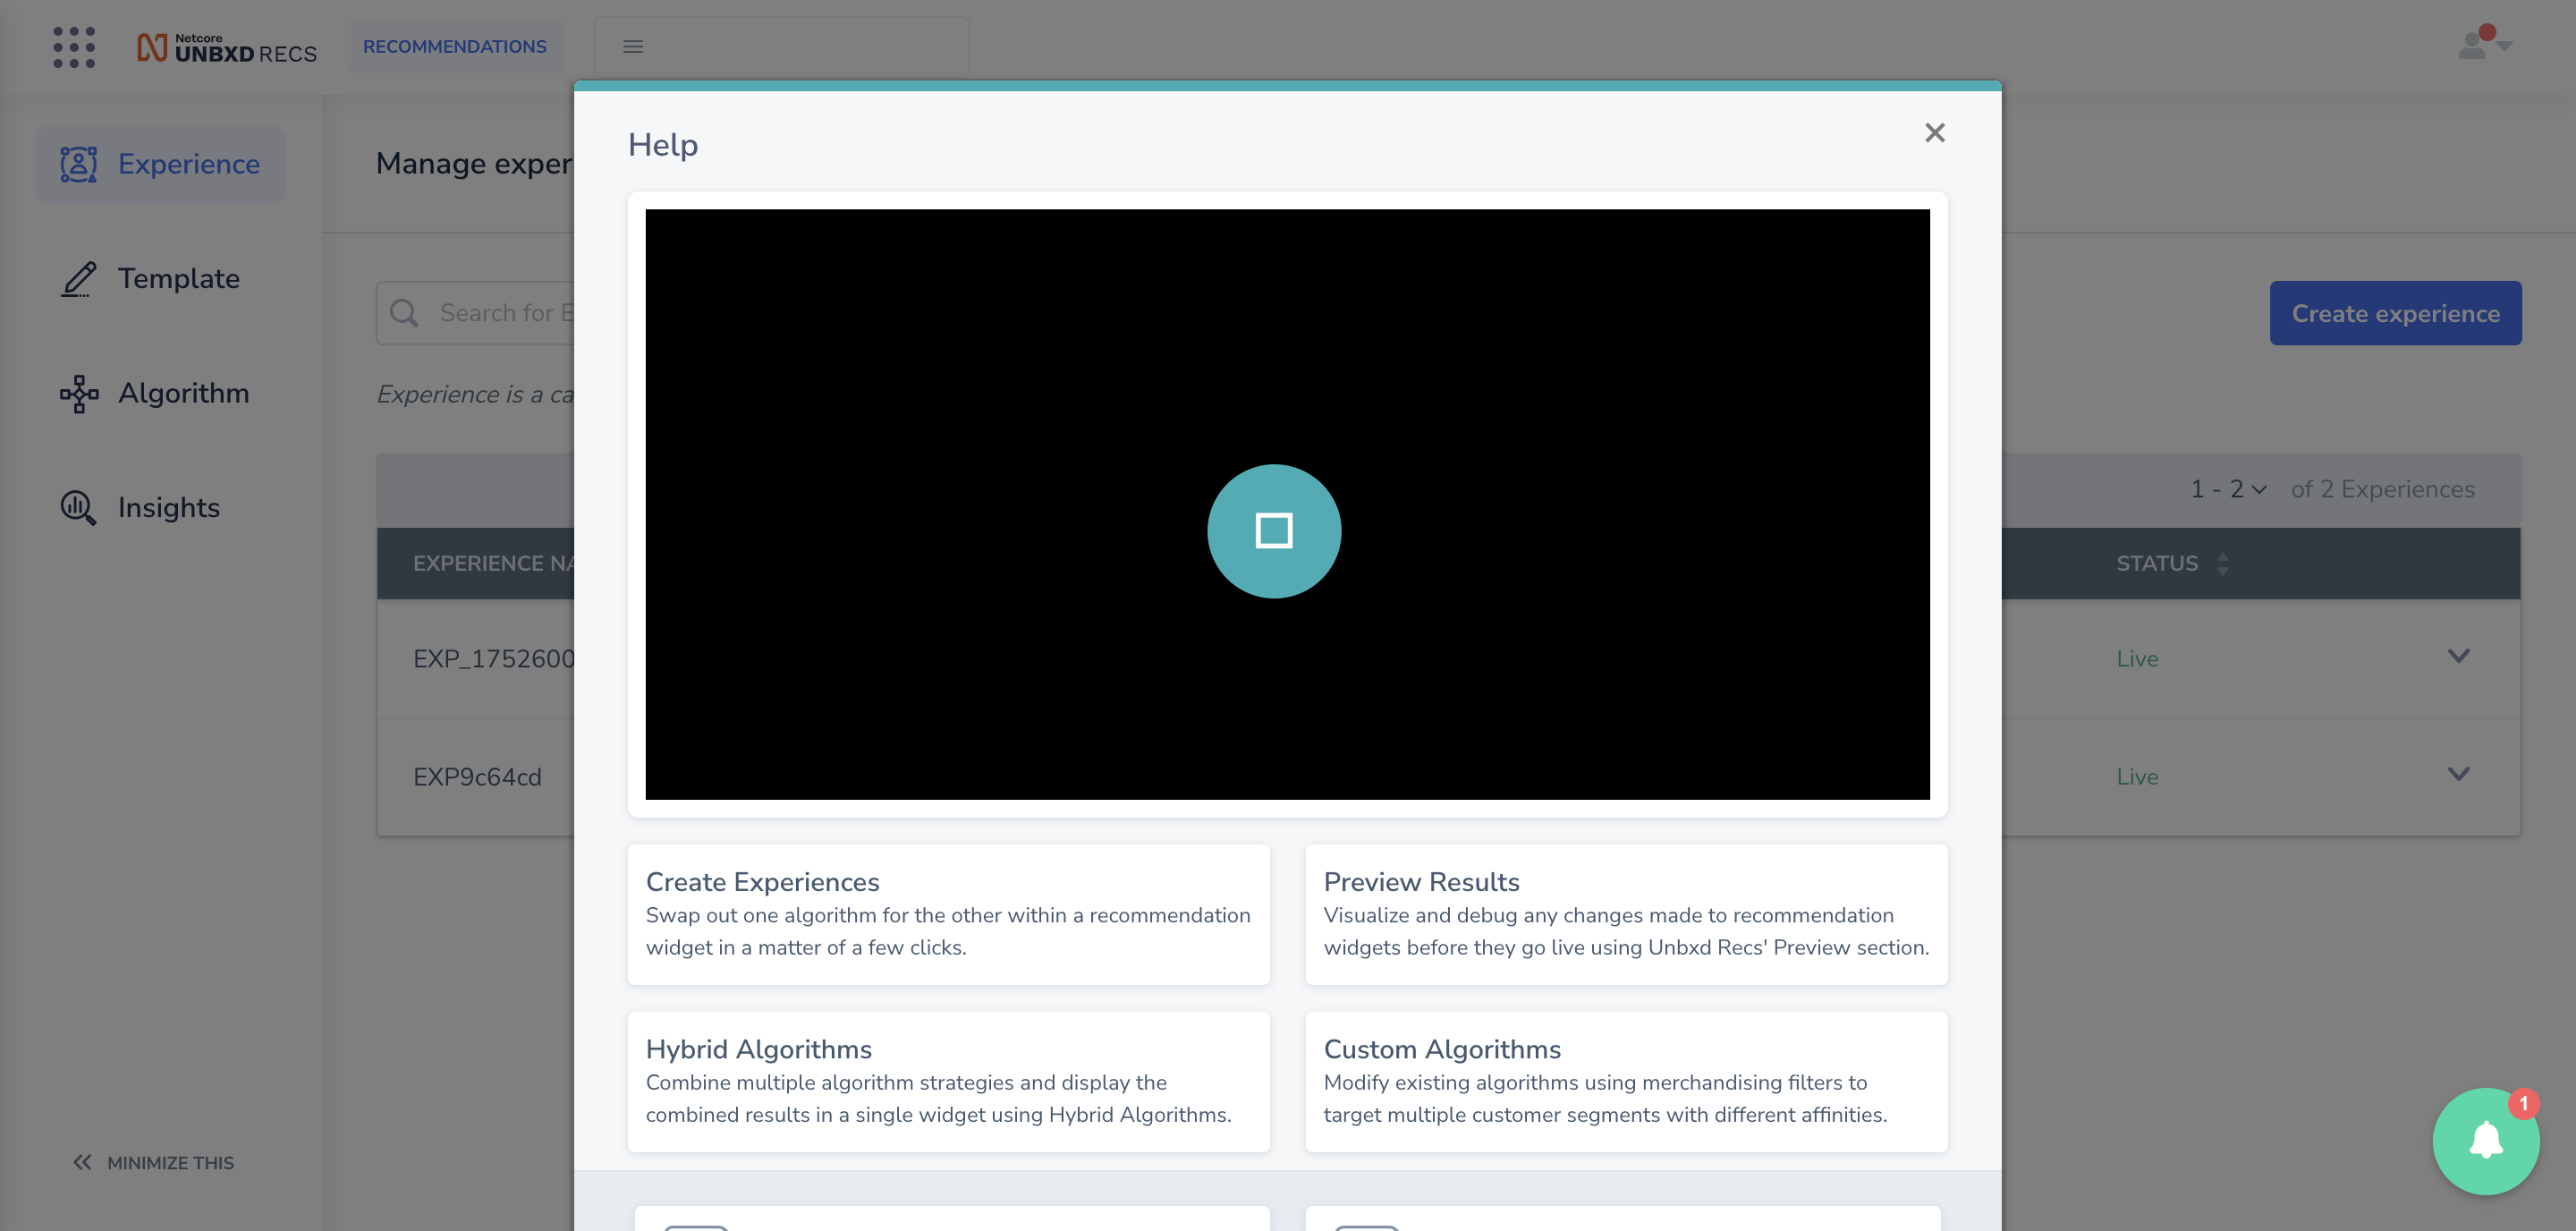 Netcore
UNBXD RECS
RECOMMENDATIONS
Experience
Template
Algorithm
Insights
MINIMIZE THIS
Manage exper
Search for E
Experience is a ca
Create experience
1 - 2
of 2 Experiences
EXPERIENCE NA
STATUS
EXP_1752600
Live
EXP9c64cd
Live
Help
Create Experiences
Swap out one algorithm for the other within a recommendation
widget in a matter of a few clicks.
Preview Results
Visualize and debug any changes made to recommendation
widgets before they go live using Unbxd Recs' Preview section.
Hybrid Algorithms
Combine multiple algorithm strategies and display the
combined results in a single widget using Hybrid Algorithms.
Custom Algorithms
Modify existing algorithms using merchandising filters to
target multiple customer segments with different affinities.
1